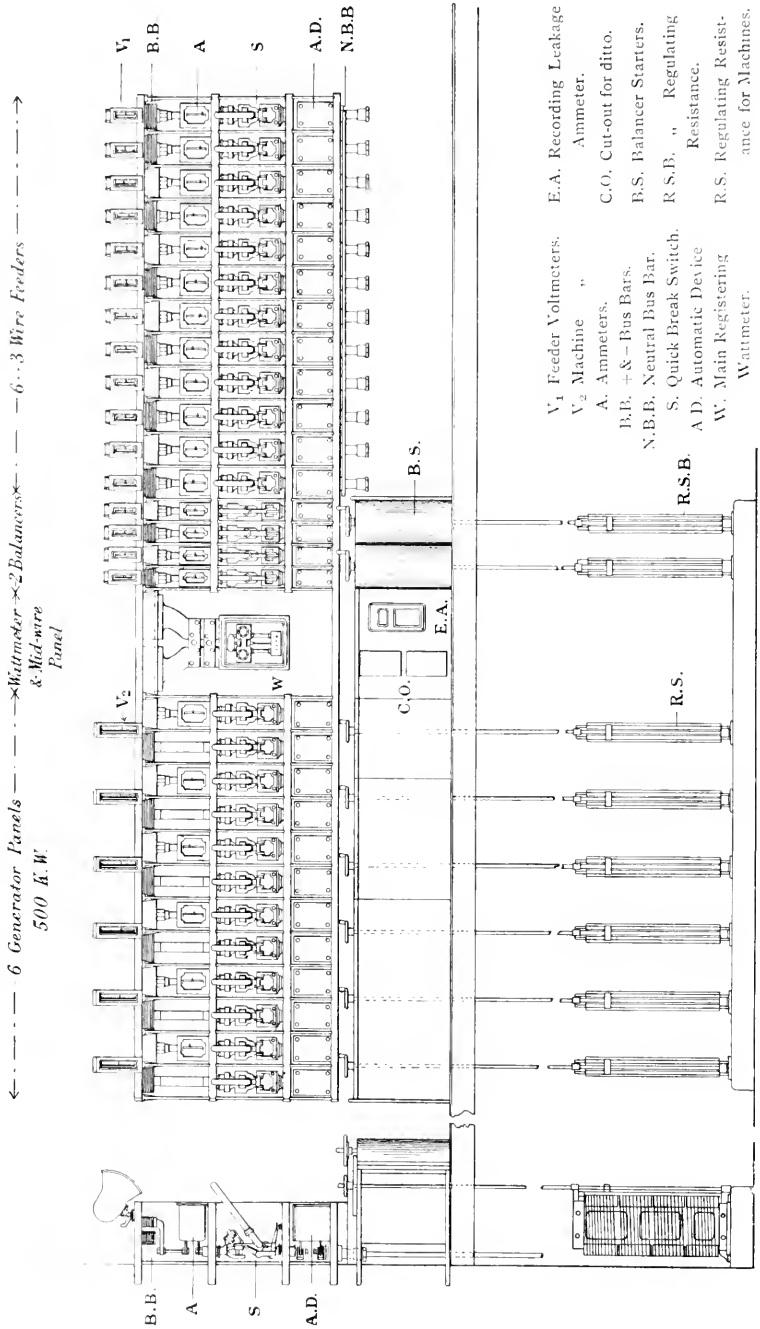 ← — · — — 6 Generator Panels — · — — × Wattmeter — × 2 Balancers × — · — — 6 · · 3 Wire Feeders — · — — · — →
500 K.W.
& Mid-wire
Panel
V₂
V₁
B.B.
A
S
A.D.
N.B.B
W
C.O.
E.A.
B.S.
R.S.
R.S.B.
B.B.
A
S
A.D.
V₁ Feeder Voltmeters.
V₂ Machine „
A. Ammeters.
B.B. + & – Bus Bars.
N.B.B. Neutral Bus Bar.
S. Quick Break Switch.
A D. Automatic Device
W. Main Registering
Wattmeter.
E.A. Recording Leakage
Ammeter.
C.O. Cut-out for ditto.
B.S. Balancer Starters.
R S.B. „ Regulating
Resistance.
R.S. Regulating Resist-
ance for Machines.